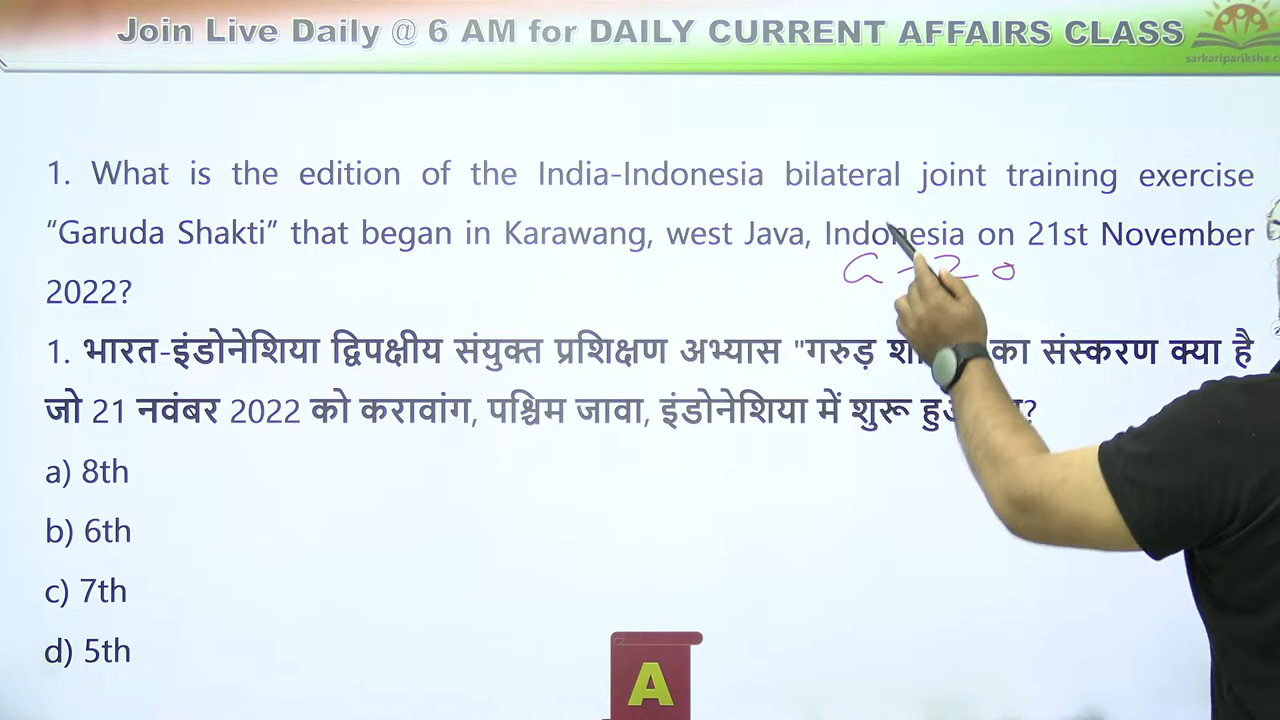 Join Live Daily @ 6 AM for DAILY CURRENT AFFAIRS CLASS
sarkaripariksha.c
1. What is the edition of the India-Indonesia bilateral joint training exercise
“Garuda Shakti” that began in Karawang, west Java, Indonesia on 21st November
G-20
2022?
1. भारत-इंडोनेशिया द्विपक्षीय संयुक्त प्रशिक्षण अभ्यास "गरुड़ का संस्करण क्या है
जो 21 नवंबर 2022 को करावांग, पश्चिम जावा, इंडोनेशिया में शुरू ?
a) 8th
b) 6th
c) 7th
d) 5th
A